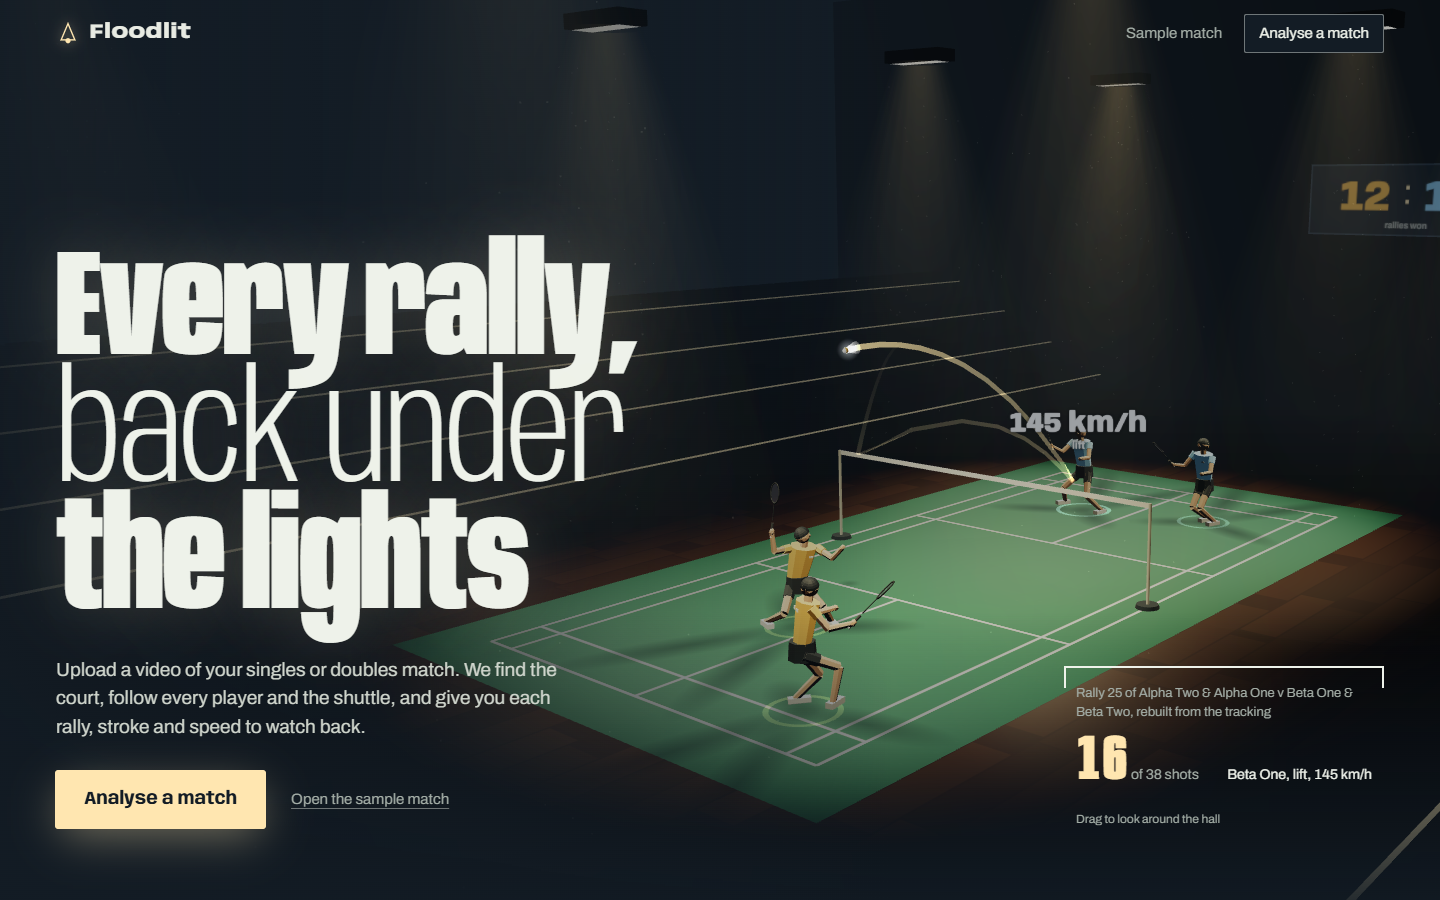 Floodlit
Sample match
Analyse a match
12 : 1
rallies won
Every rally,
back under
the lights
145 km/h
Upload a video of your singles or doubles match. We find the
court, follow every player and the shuttle, and give you each
rally, stroke and speed to watch back.
Analyse a match
Open the sample match
Rally 25 of Alpha Two & Alpha One v Beta One &
Beta Two, rebuilt from the tracking
16 of 38 shots
Beta One, lift, 145 km/h
Drag to look around the hall